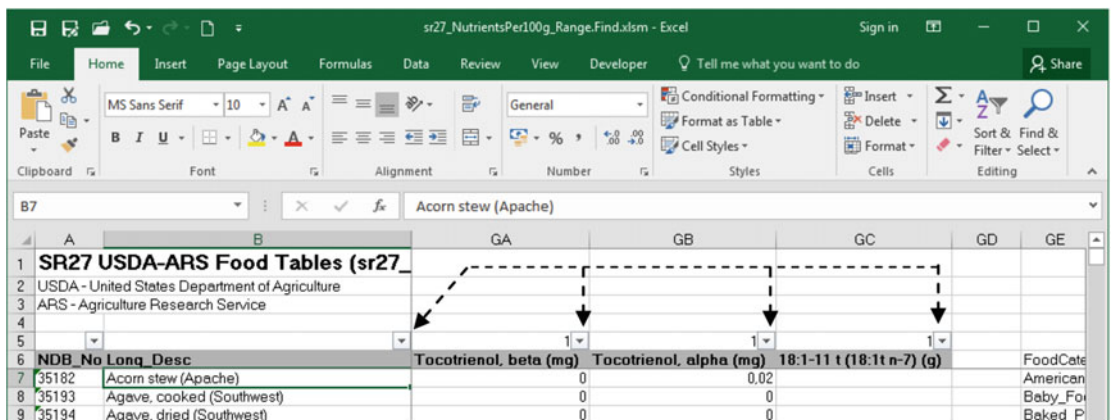 sr27_NutrientsPer100g_Range.Find.xlsm - Excel Sign in
File Home Insert Page Layout Formulas Data Review View Developer Tell me what you want to do Share
Paste
Clipboard
MS Sans Serif 10 A A
B I U A
Font
Alignment
General
% ,
Number
Conditional Formatting
Format as Table
Cell Styles
Styles
Insert
Delete
Format
Cells
Σ A Z
Sort & Filter
Find & Select
Editing
B7 fx Acorn stew (Apache)
A B GA GB GC GD GE
1 SR27 USDA-ARS Food Tables (sr27_
2 USDA - United States Department of Agriculture
3 ARS - Agriculture Research Service
4
5 1 1 1
6 NDB_No Long_Desc Tocotrienol, beta (mg) Tocotrienol, alpha (mg) 18:1-11 t (18:1t n-7) (g) FoodCate
7 35182 Acorn stew (Apache) 0 0,02 American
8 35193 Agave, cooked (Southwest) 0 0 Baby_Fo
9 35194 Agave, dried (Southwest) 0 0 Baked_P